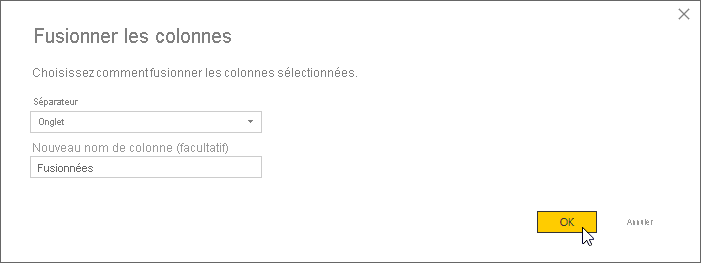 Fusionner les colonnes
Choisissez comment fusionner les colonnes sélectionnées.
Séparateur
Onglet
Nouveau nom de colonne (facultatif)
Fusionnées
OK
Annuler